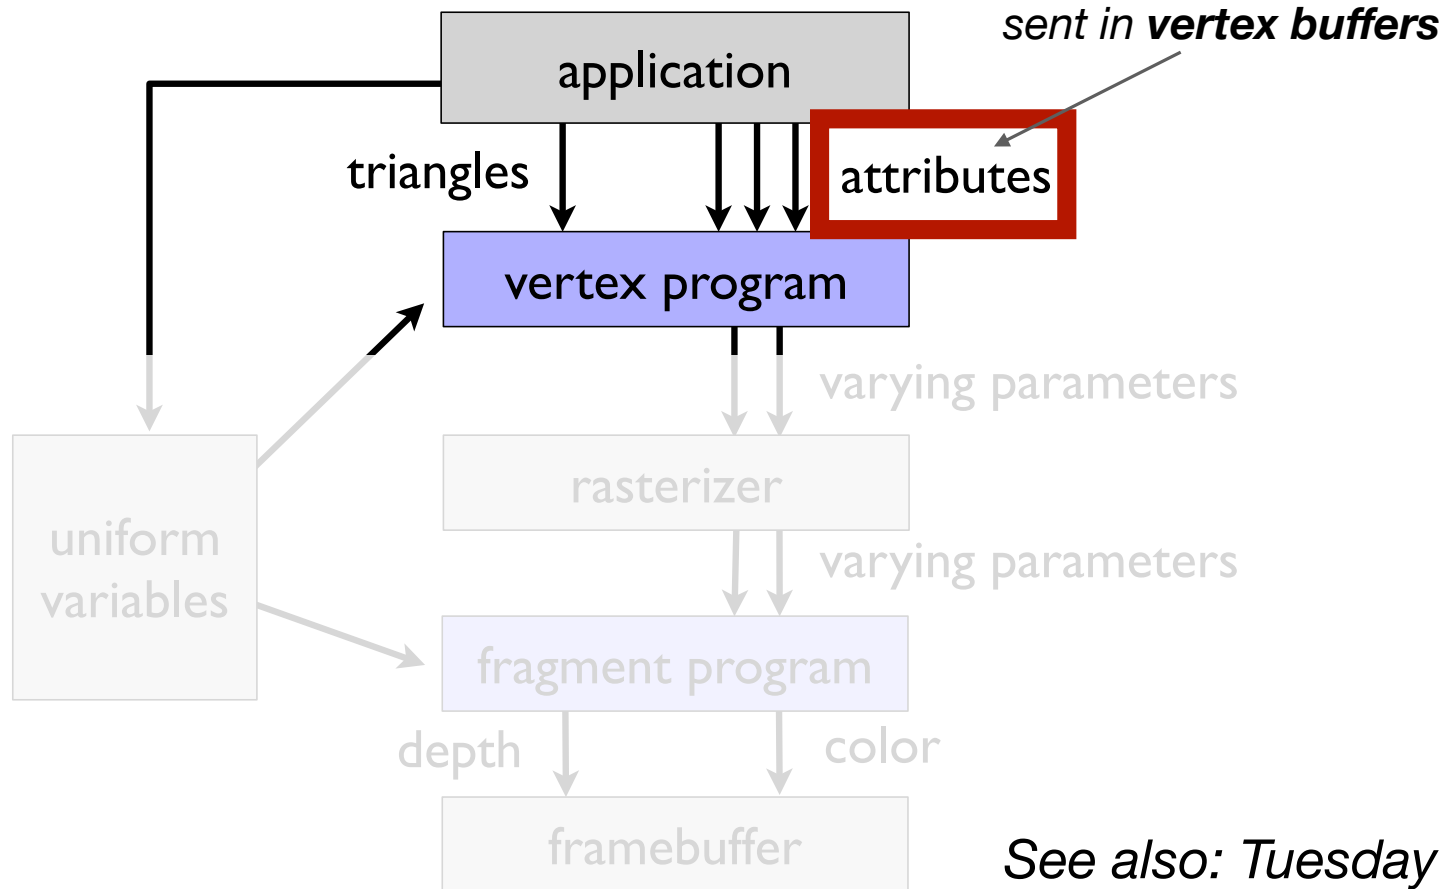 sent in vertex buffers
application
triangles
attributes
vertex program
varying parameters
rasterizer
uniform
variables
varying parameters
fragment program
depth
color
framebuffer
See also: Tuesday